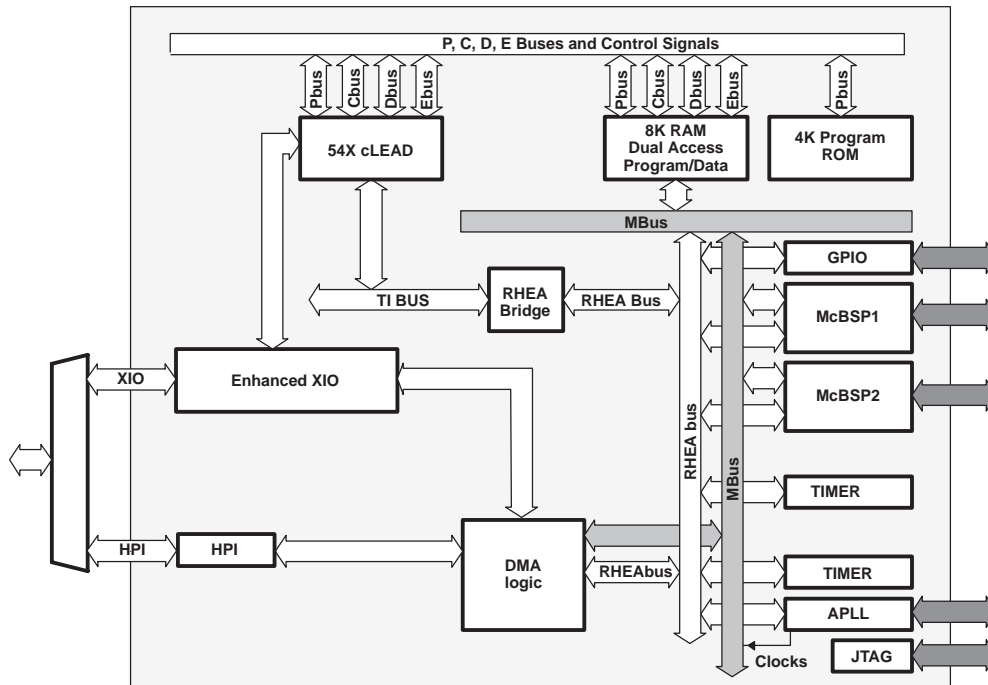 P, C, D, E Buses and Control Signals
Pbus
Cbus
Dbus
Ebus
Pbus
Cbus
Dbus
Ebus
Pbus
54X cLEAD
8K RAM
Dual Access
Program/Data
4K Program
ROM
MBus
GPIO
TI BUS
RHEA
Bridge
RHEA Bus
McBSP1
XIO
Enhanced XIO
McBSP2
RHEA bus
MBus
TIMER
HPI
HPI
DMA
logic
RHEAbus
TIMER
APLL
Clocks
JTAG